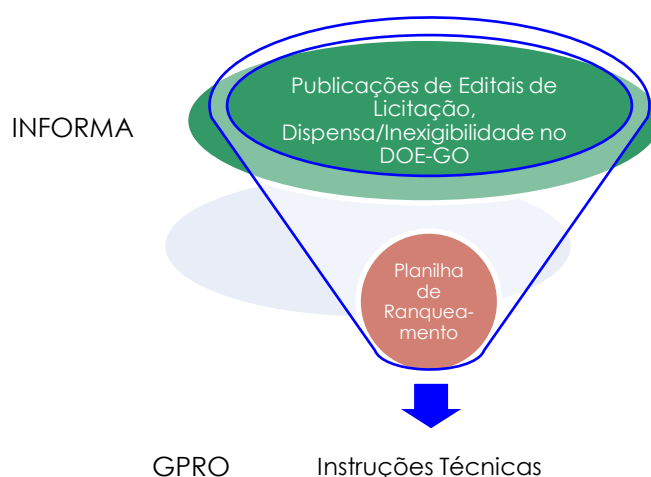 Publicações de Editais de
Licitação,
INFORMA
Dispensa/Inexigibilidade no
DOE-GO
Planilha
de
Ranquea-
mento
GPRO
Instruções Técnicas